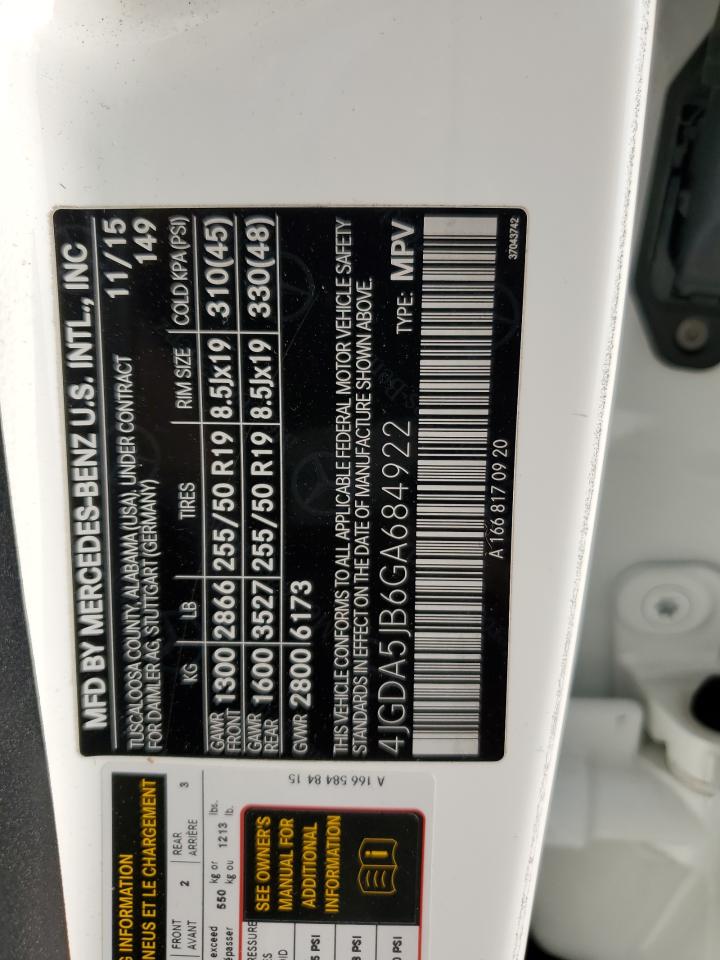 MFD BY MERCEDES-BENZ U.S. INTL., INC
TUSCALOOSA COUNTY, ALABAMA (USA), UNDER CONTRACT 11/15
FOR DAIMLER AG, STUTTGART (GERMANY) 149
KG LB TIRES RIM SIZE COLD KPA (PSI)
GAWR FRONT 1300 2866 255/50 R19 8.5Jx19 310(45)
GAWR REAR 1600 3527 255/50 R19 8.5Jx19 330(48)
GWR 2800 6173
THIS VEHICLE CONFORMS TO ALL APPLICABLE FEDERAL MOTOR VEHICLE SAFETY
STANDARDS IN EFFECT ON THE DATE OF MANUFACTURE SHOWN ABOVE.
4JGDA5JB6GA684922 TYPE: MPV
A 166 817 09 20 37043742
A 166 584 84 15
INFORMATION
NEUS ET LE CHARGEMENT
FRONT 2 REAR 3
AVANT ARRIÈRE
exceed 550 kg or 1213 lbs.
kg ou lb.
SEE OWNER'S
MANUAL FOR
ADDITIONAL
INFORMATION
PSI
PSI
PSI